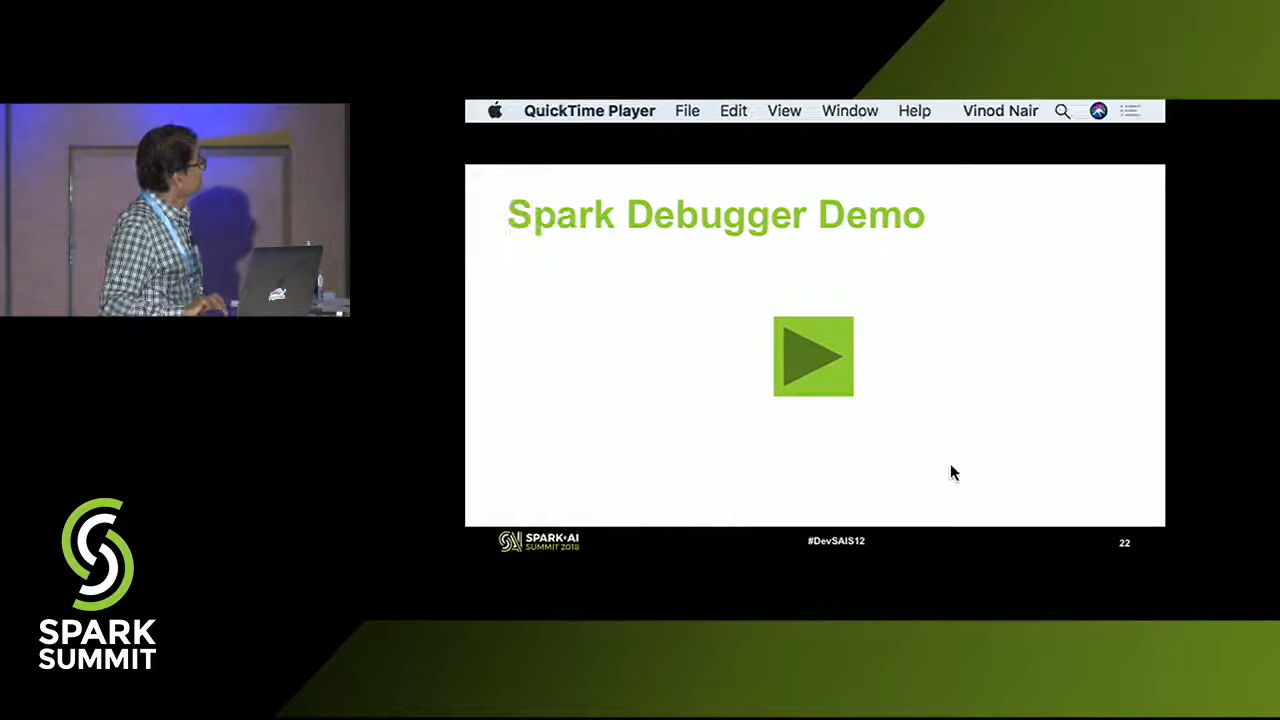 QuickTime Player File Edit View Window Help Vinod Nair
Spark Debugger Demo
SPARK+AI
SUMMIT 2018
#DevSAIS12
22
SPARK
SUMMIT